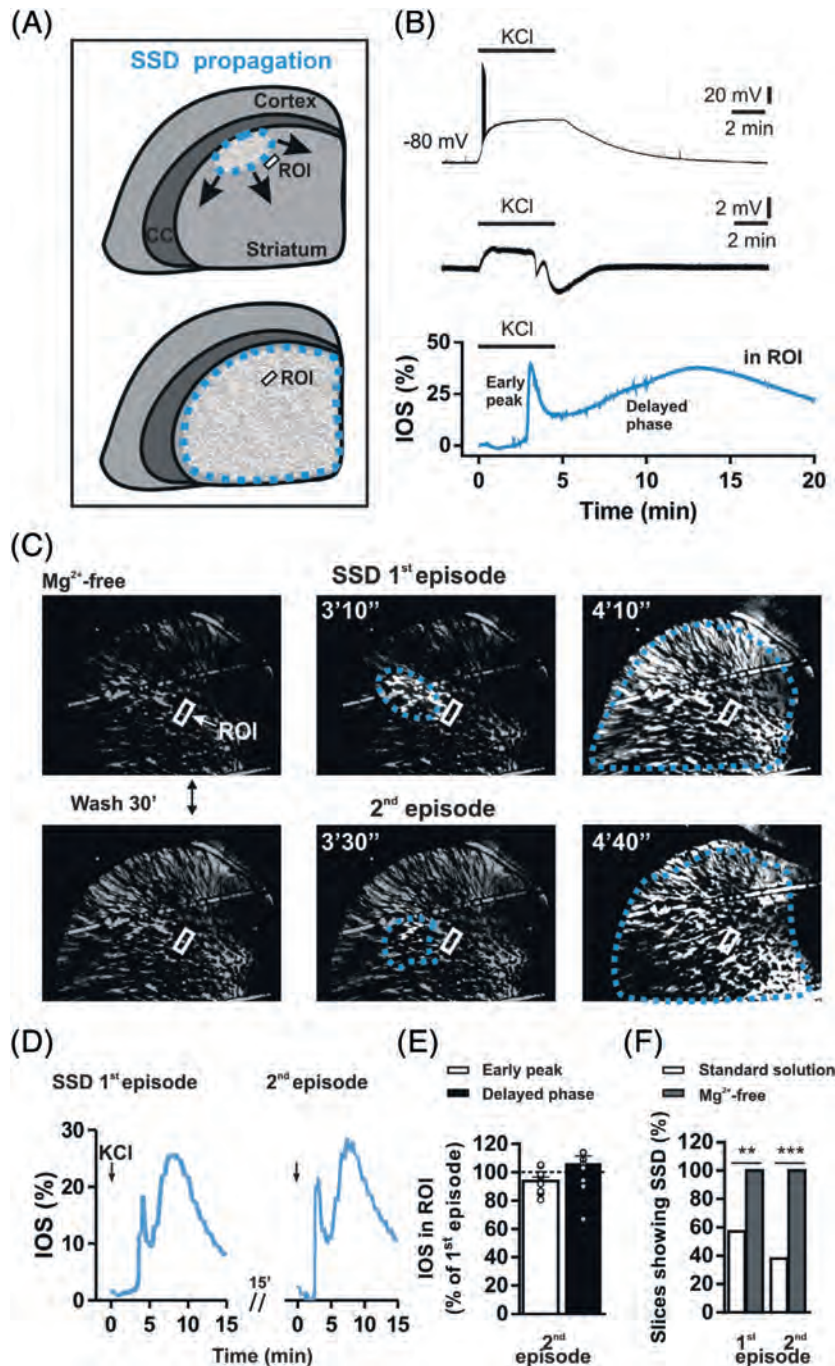 (A)
SSD propagation
Cortex
ROI
CC
Striatum
ROI
(B)
KCl
20 mV
2 min
-80 mV
KCl
2 mV
2 min
KCl
in ROI
50
25
0
IOS (%)
Early
peak
Delayed
phase
0 5 10 15 20
Time (min)
(C)
Mg²⁺-free
SSD 1st episode
3'10''
4'10''
ROI
Wash 30'
2nd episode
3'30''
4'40''
(D)
SSD 1st episode
2nd episode
30
20
10
0
IOS (%)
KCl
0 5 10 15
15'
//
0 5 10 15
Time (min)
(E)
Early peak
Delayed phase
120
100
80
60
40
20
0
IOS in ROI
(% of 1st episode)
2nd
episode
(F)
Standard solution
Mg²⁺-free
** ***
120
100
80
60
40
20
0
Slices showing SSD (%)
1st 2nd
episode